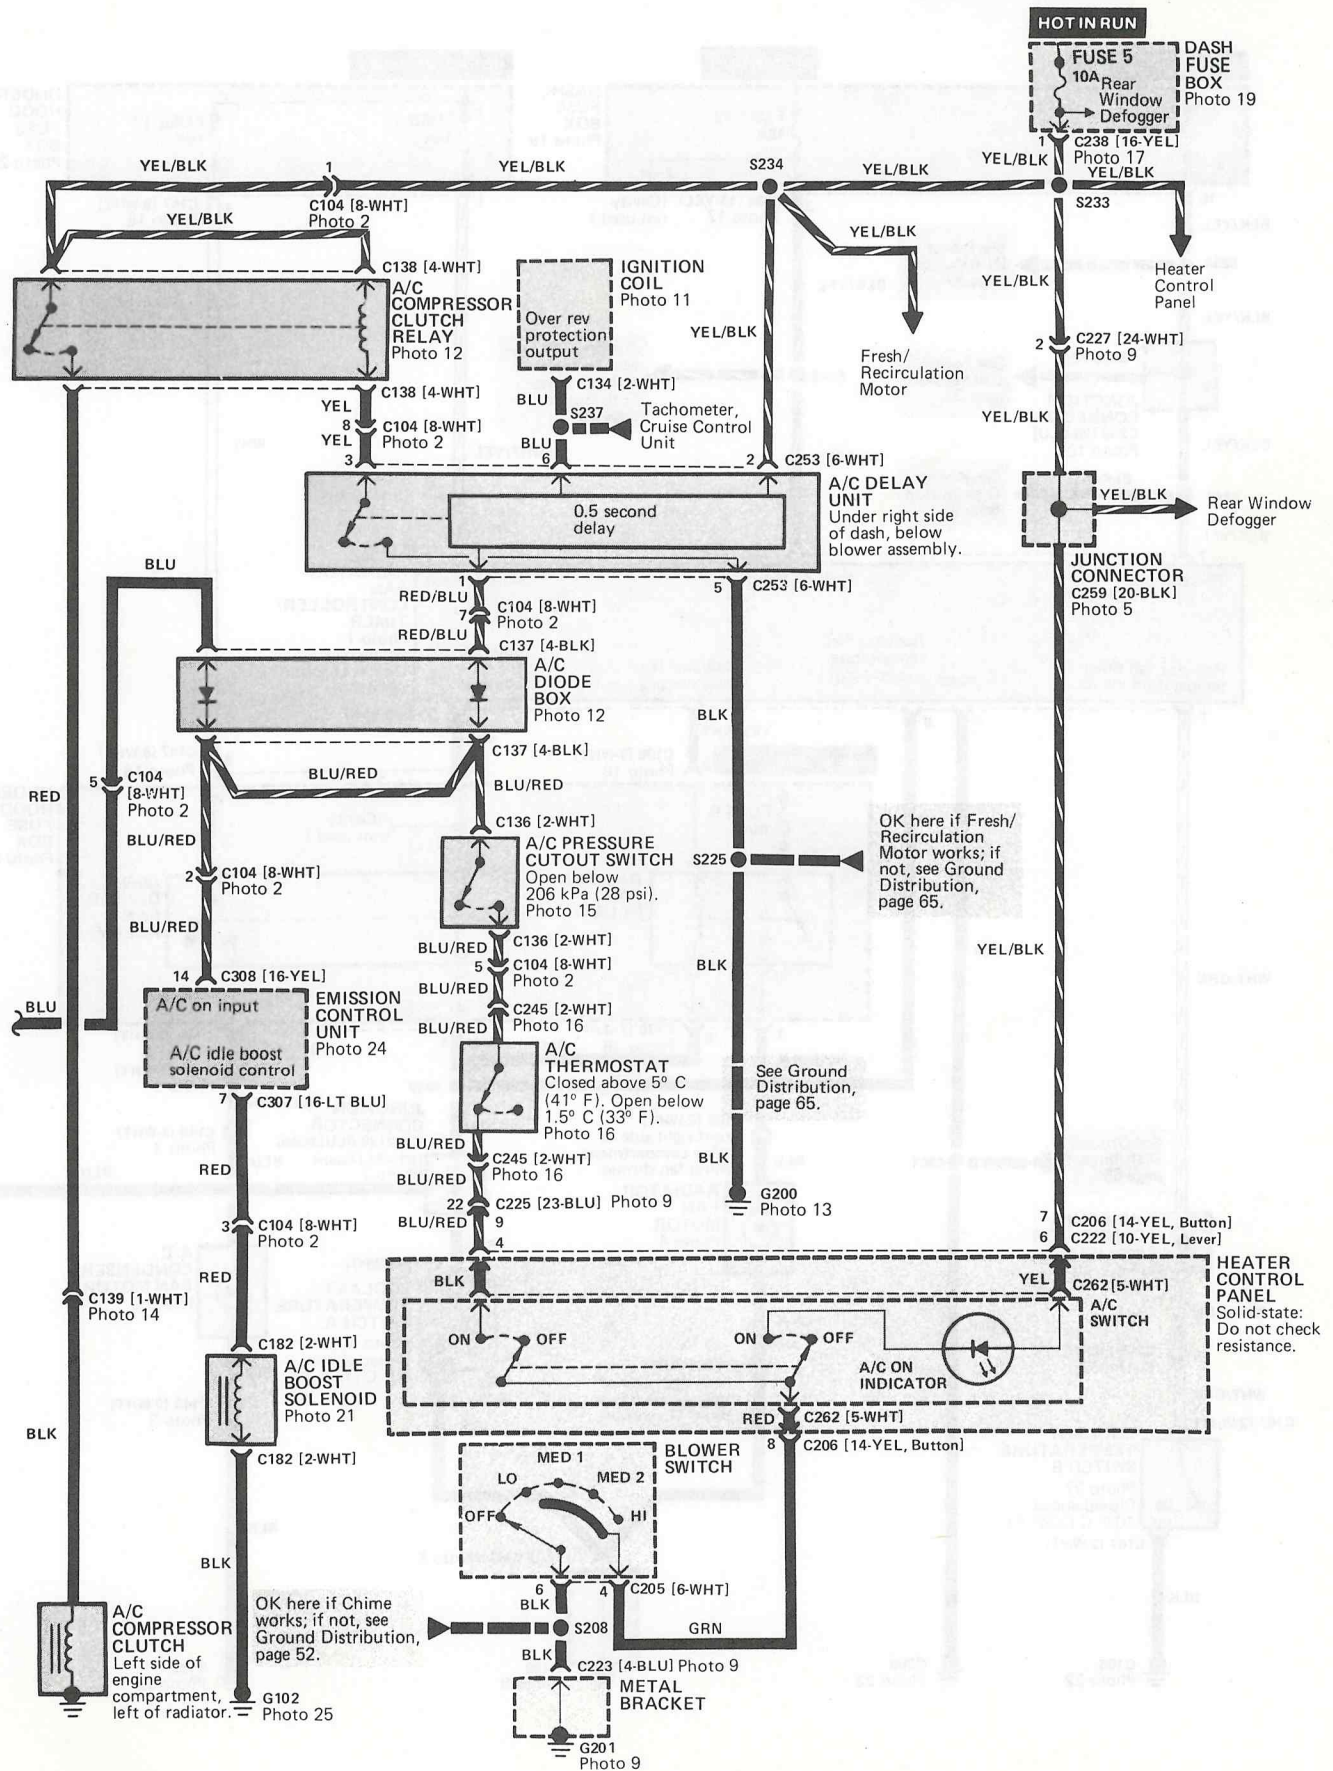 HOT IN RUN
FUSE 5
10A
Rear
Window
Defogger
DASH
FUSE
BOX
Photo 19
1
C238 [16-YEL]
Photo 17
YEL/BLK
YEL/BLK
S233
YEL/BLK
S234
YEL/BLK
1
YEL/BLK
C104 [8-WHT]
Photo 2
YEL/BLK
YEL/BLK
Heater
Control
Panel
C138 [4-WHT]
A/C
COMPRESSOR
CLUTCH
RELAY
Photo 12
IGNITION
COIL
Photo 11
Over rev
protection
output
YEL/BLK
YEL/BLK
Fresh/
Recirculation
Motor
2
C227 [24-WHT]
Photo 9
C138 [4-WHT]
YEL
8
C104 [8-WHT]
Photo 2
YEL
3
C134 [2-WHT]
BLU
S237
Tachometer,
Cruise Control
Unit
BLU
6
2
C253 [6-WHT]
YEL/BLK
A/C DELAY
UNIT
Under right side
of dash, below
blower assembly.
0.5 second
delay
YEL/BLK
Rear Window
Defogger
JUNCTION
CONNECTOR
C259 [20-BLK]
Photo 5
BLU
1
RED/BLU
7
C104 [8-WHT]
Photo 2
RED/BLU
5
C253 [6-WHT]
C137 [4-BLK]
A/C
DIODE
BOX
Photo 12
BLK
C137 [4-BLK]
BLU/RED
BLU/RED
RED
5
C104
[8-WHT]
Photo 2
BLU/RED
2
C104 [8-WHT]
Photo 2
BLU/RED
C136 [2-WHT]
A/C PRESSURE
CUTOUT SWITCH
Open below
206 kPa (28 psi).
Photo 15
S225
OK here if Fresh/
Recirculation
Motor works; if
not, see Ground
Distribution,
page 65.
BLU/RED
C136 [2-WHT]
5
C104 [8-WHT]
Photo 2
BLU/RED
C245 [2-WHT]
Photo 16
BLU/RED
BLK
YEL/BLK
14
C308 [16-YEL]
BLU
A/C on input
A/C idle boost
solenoid control
EMISSION
CONTROL
UNIT
Photo 24
7
C307 [16-LT BLU]
A/C
THERMOSTAT
Closed above 5° C
(41° F). Open below
1.5° C (33° F).
Photo 16
See Ground
Distribution,
page 65.
BLU/RED
C245 [2-WHT]
Photo 16
BLU/RED
22
C225 [23-BLU] Photo 9
BLU/RED
9
4
BLK
G200
Photo 13
RED
3
C104 [8-WHT]
Photo 2
RED
7
C206 [14-YEL, Button]
6
C222 [10-YEL, Lever]
BLK
YEL
C262 [5-WHT]
A/C
SWITCH
HEATER
CONTROL
PANEL
Solid-state:
Do not check
resistance.
ON
OFF
ON
OFF
A/C ON
INDICATOR
RED
C262 [5-WHT]
8
C206 [14-YEL, Button]
C139 [1-WHT]
Photo 14
C182 [2-WHT]
A/C IDLE
BOOST
SOLENOID
Photo 21
C182 [2-WHT]
BLK
BLOWER
SWITCH
OFF
LO
MED 1
MED 2
HI
6
4
C205 [6-WHT]
BLK
S208
GRN
BLK
OK here if Chime
works; if not, see
Ground Distribution,
page 52.
BLK
C223 [4-BLU] Photo 9
METAL
BRACKET
G201
Photo 9
A/C
COMPRESSOR
CLUTCH
Left side of
engine
compartment,
left of radiator.
G102
Photo 25